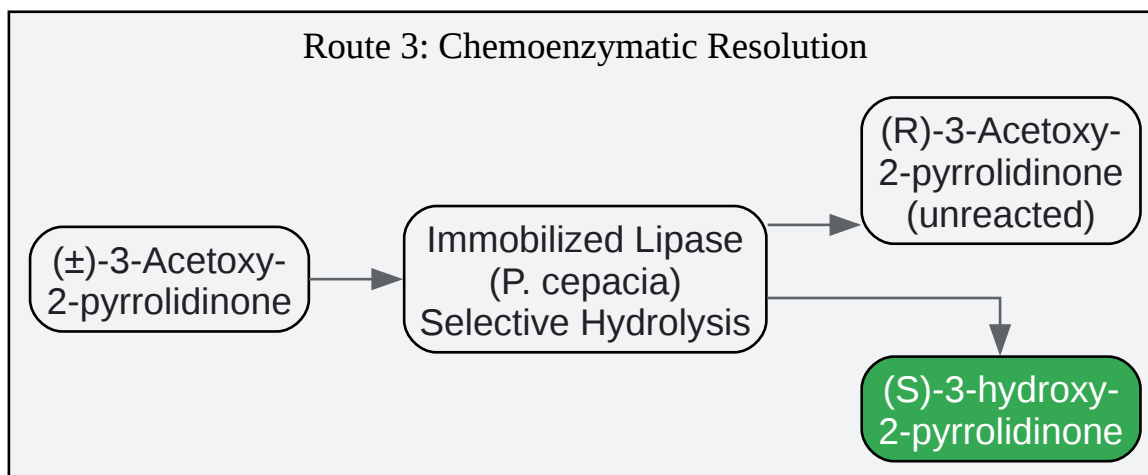 Route 3: Chemoenzymatic Resolution
(±)-3-Acetoxy-
2-pyrrolidinone
Immobilized Lipase
(P. cepacia)
Selective Hydrolysis
(R)-3-Acetoxy-
2-pyrrolidinone
(unreacted)
(S)-3-hydroxy-
2-pyrrolidinone